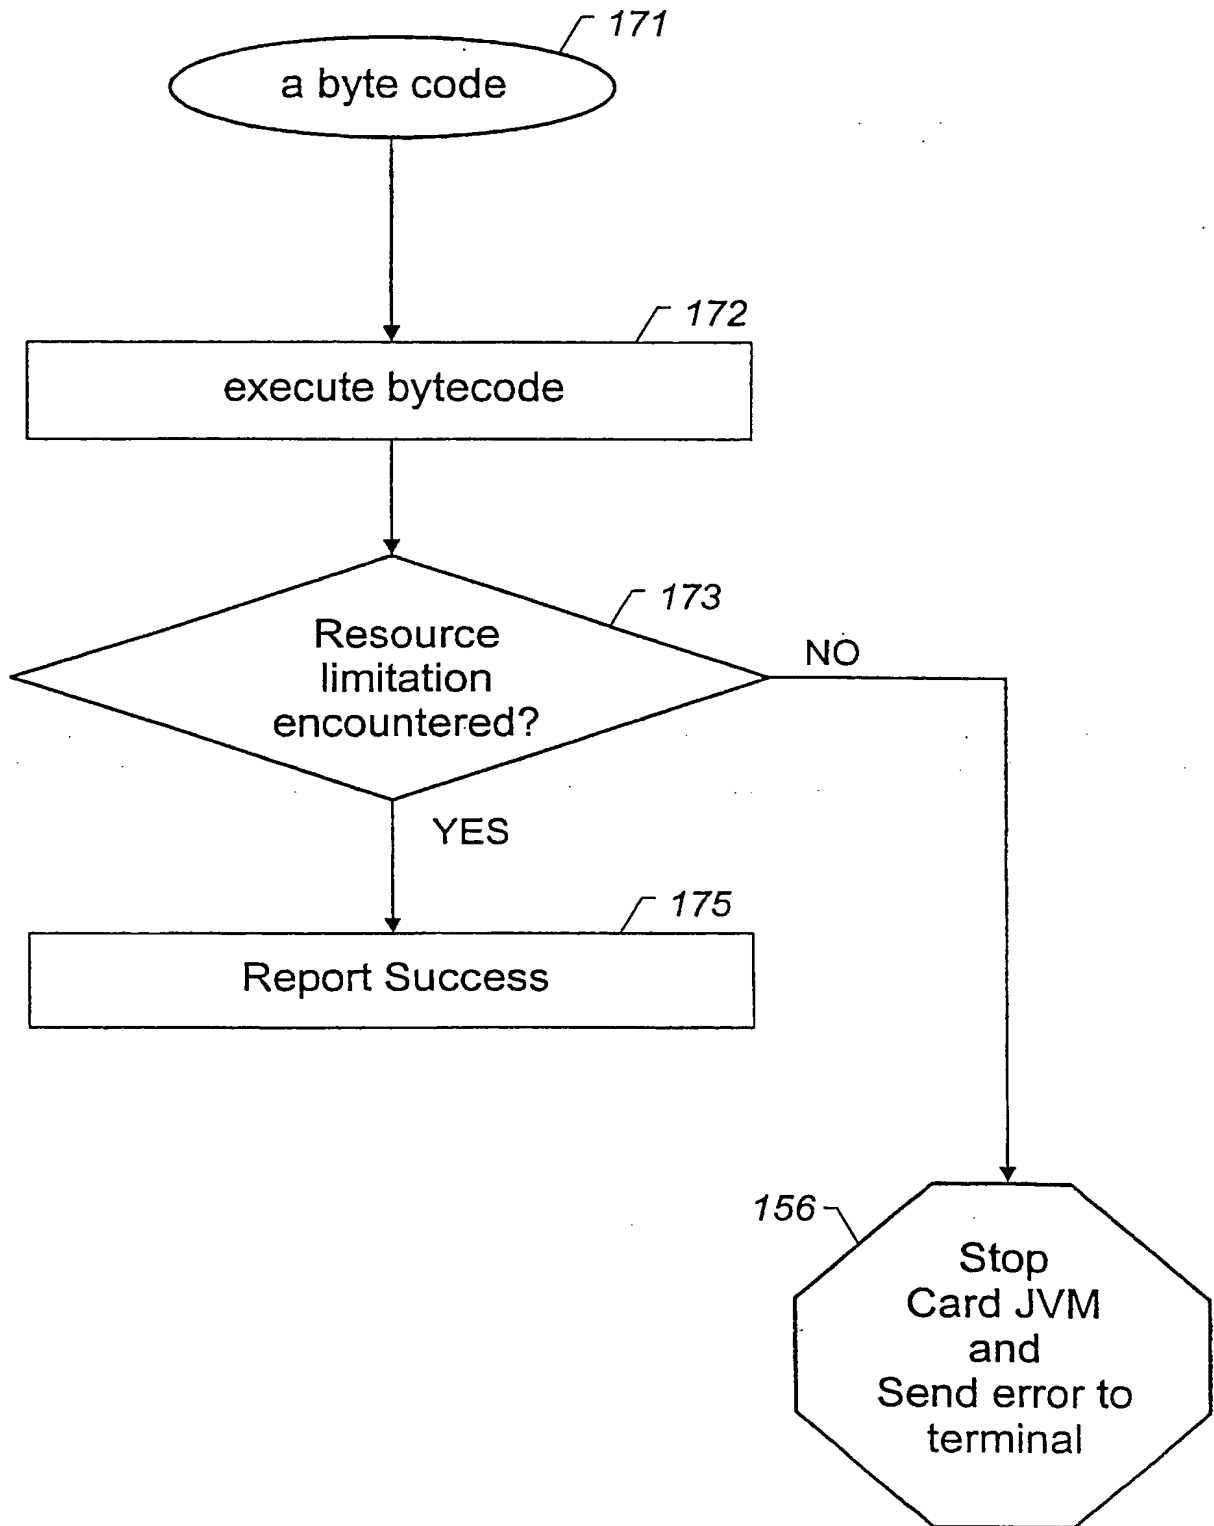 171
a byte code
172
execute bytecode
173
Resource
limitation
encountered?
NO
YES
175
Report Success
156
Stop
Card JVM
and
Send error to
terminal